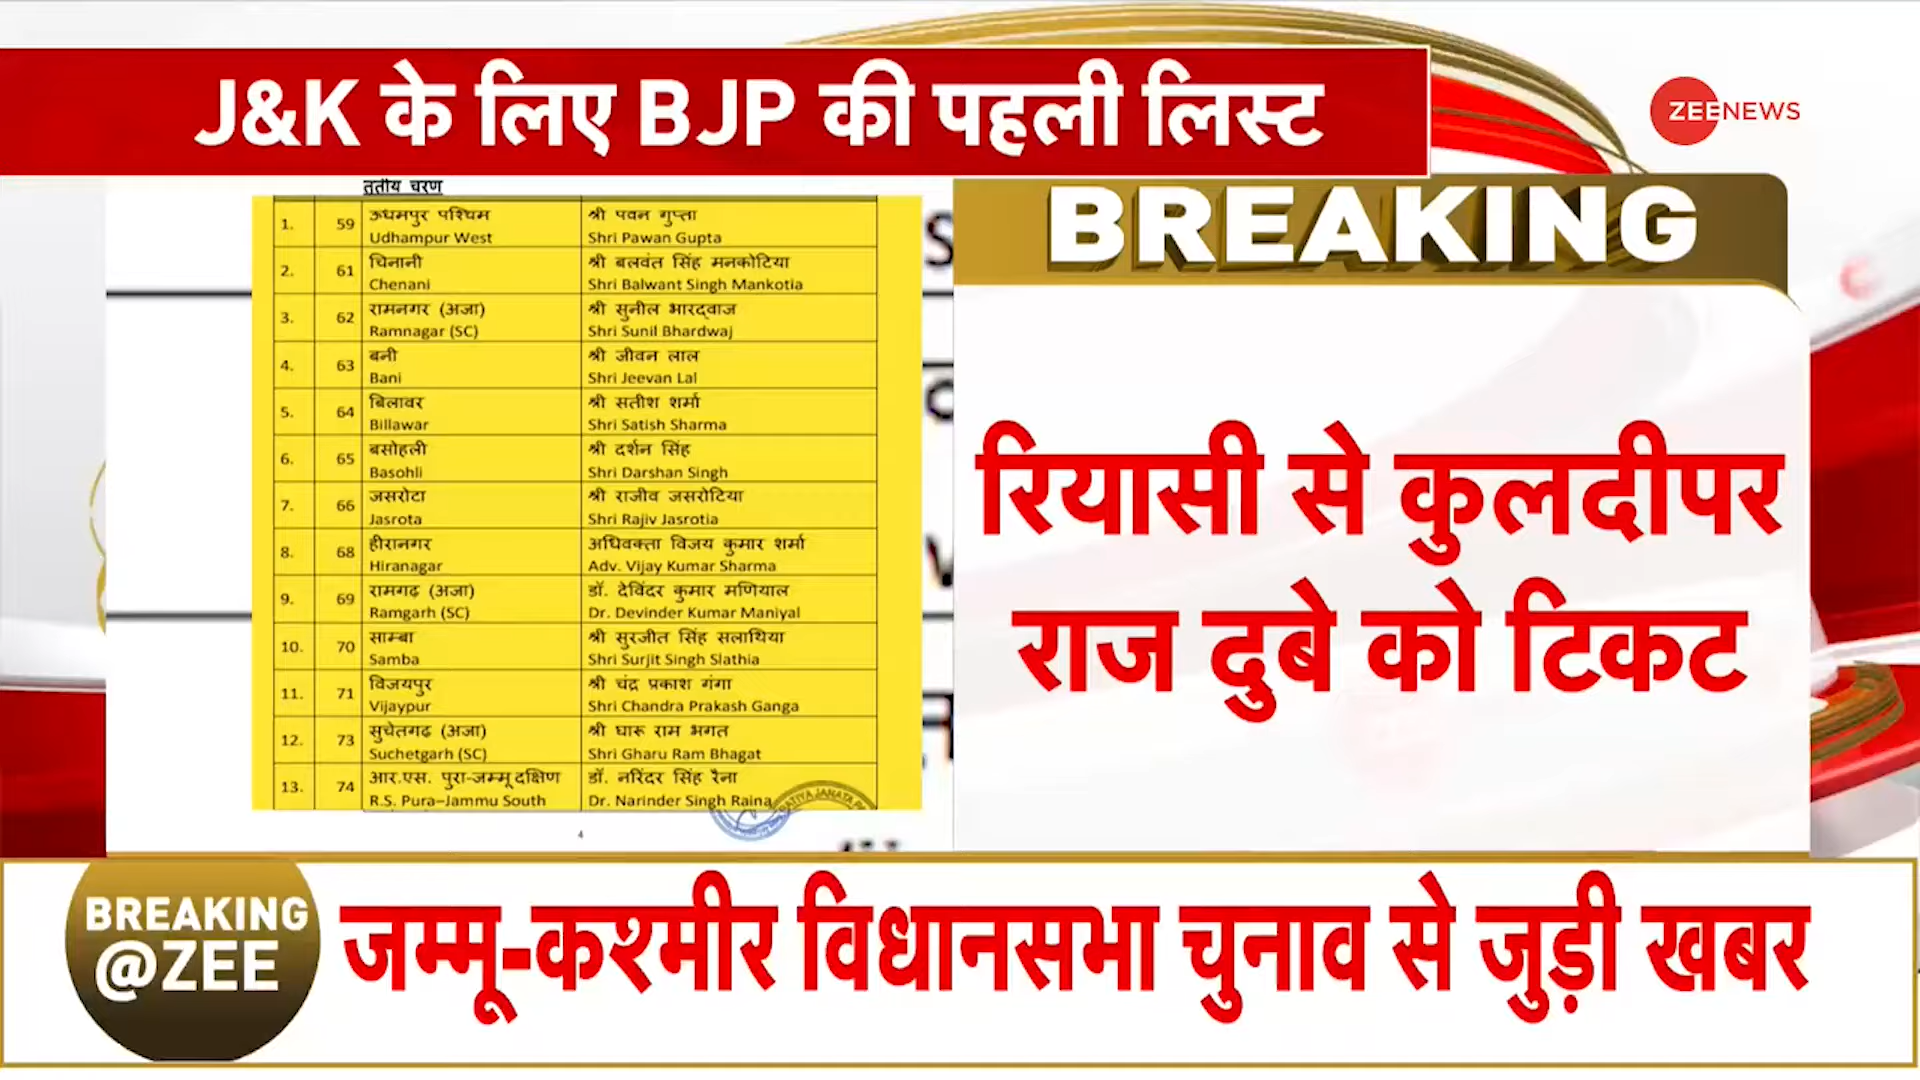 J&K के लिए BJP की पहली लिस्ट
ZEENEWS
तृतीय चरण
1. 59 ऊधमपुर पश्चिम श्री पवन गुप्ता
Udhampur West Shri Pawan Gupta
2. 61 चिनानी श्री बलवंत सिंह मनकोटिया
Chenani Shri Balwant Singh Mankotia
3. 62 रामनगर (अजा) श्री सुनील भारद्वाज
Ramnagar (SC) Shri Sunil Bhardwaj
4. 63 बनी श्री जीवन लाल
Bani Shri Jeevan Lal
5. 64 बिलावर श्री सतीश शर्मा
Billawar Shri Satish Sharma
6. 65 बसोहली श्री दर्शन सिंह
Basohli Shri Darshan Singh
7. 66 जसरोटा श्री राजीव जसरोटिया
Jasrota Shri Rajiv Jasrotia
8. 68 हीरानगर अधिवक्ता विजय कुमार शर्मा
Hiranagar Adv. Vijay Kumar Sharma
9. 69 रामगढ़ (अजा) डॉ. देविंदर कुमार मणियाल
Ramgarh (SC) Dr. Devinder Kumar Maniyal
10. 70 साम्बा श्री सुरजीत सिंह सलाथिया
Samba Shri Surjit Singh Slathia
11. 71 विजयपुर श्री चंद्र प्रकाश गंगा
Vijaypur Shri Chandra Prakash Ganga
12. 73 सुचेतगढ़ (अजा) श्री घारू राम भगत
Suchetgarh (SC) Shri Gharu Ram Bhagat
13. 74 आर.एस. पुरा-जम्मू दक्षिण डॉ. नरिंदर सिंह रैना
R.S. Pura–Jammu South Dr. Narinder Singh Raina
4
BREAKING
रियासी से कुलदीपर
राज दुबे को टिकट
BREAKING
@ZEE
जम्मू-कश्मीर विधानसभा चुनाव से जुड़ी खबर